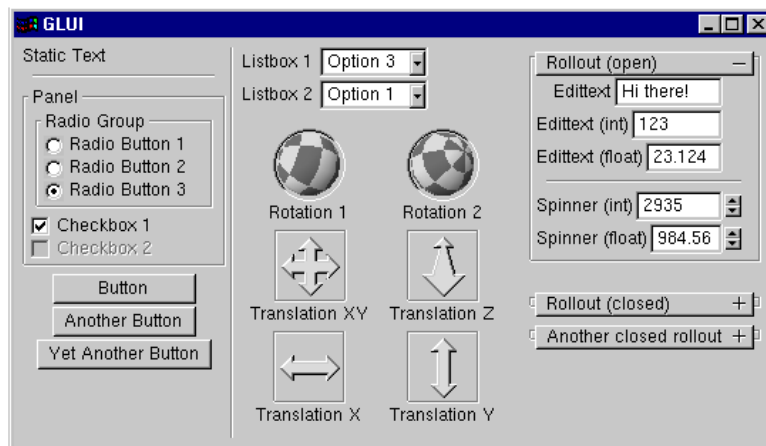 GLUI
Static Text
Panel
Radio Group
Radio Button 1
Radio Button 2
Radio Button 3
Checkbox 1
Checkbox 2
Button
Another Button
Yet Another Button
Listbox 1 Option 3
Listbox 2 Option 1
Rotation 1 Rotation 2
Translation XY Translation Z
Translation X Translation Y
Rollout (open)
Edittext Hi there!
Edittext (int) 123
Edittext (float) 23.124
Spinner (int) 2935
Spinner (float) 984.56
Rollout (closed)
Another closed rollout